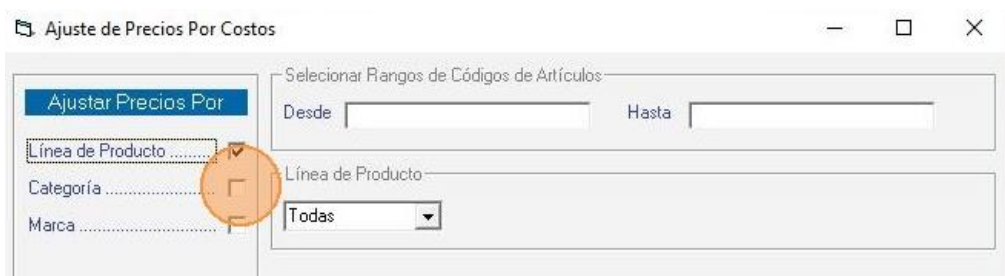 Ajuste de Precios Por Costos
Ajustar Precios Por
Línea de Producto ........
Categoría .......................
Marca ............................
Selecionar Rangos de Códigos de Artículos
Desde
Hasta
Línea de Producto
Todas